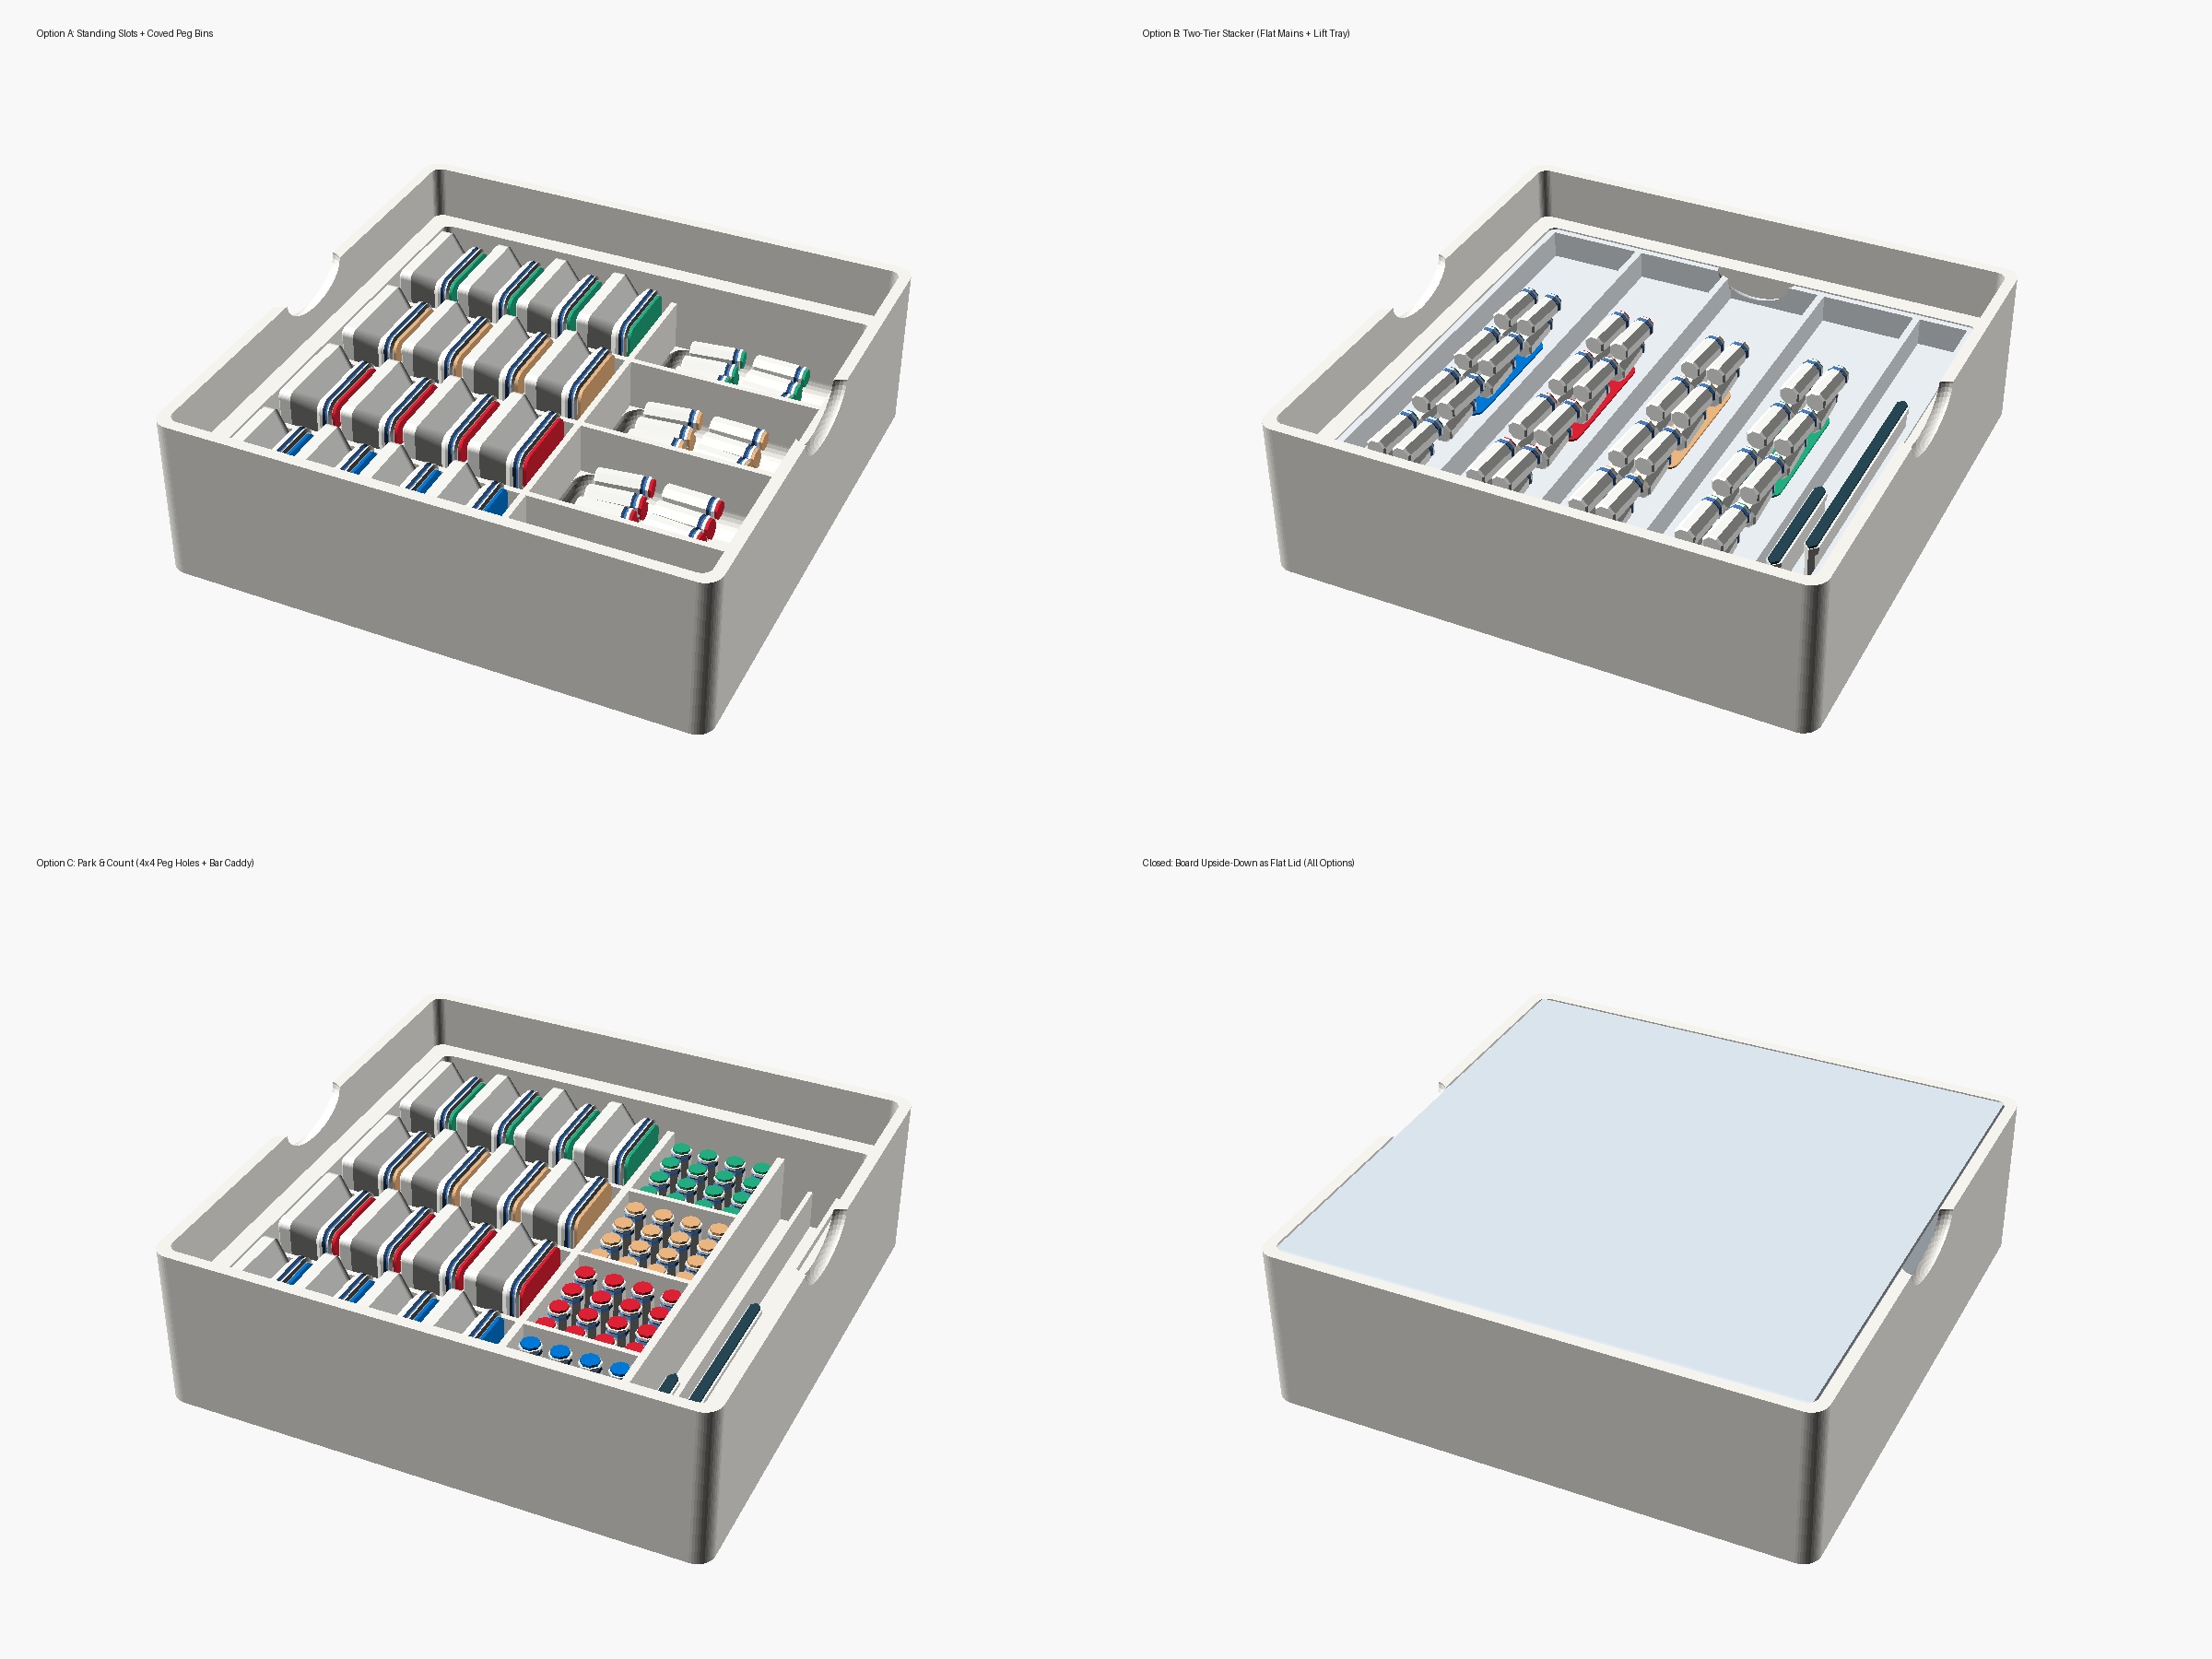 Option A: Standing Slots + Coved Peg Bins
Option B: Two-Tier Stacker (Flat Mains + Lift Tray)
Option C: Park & Count (4x4 Peg Holes + Bar Caddy)
Closed: Board Upside-Down as Flat Lid (All Options)